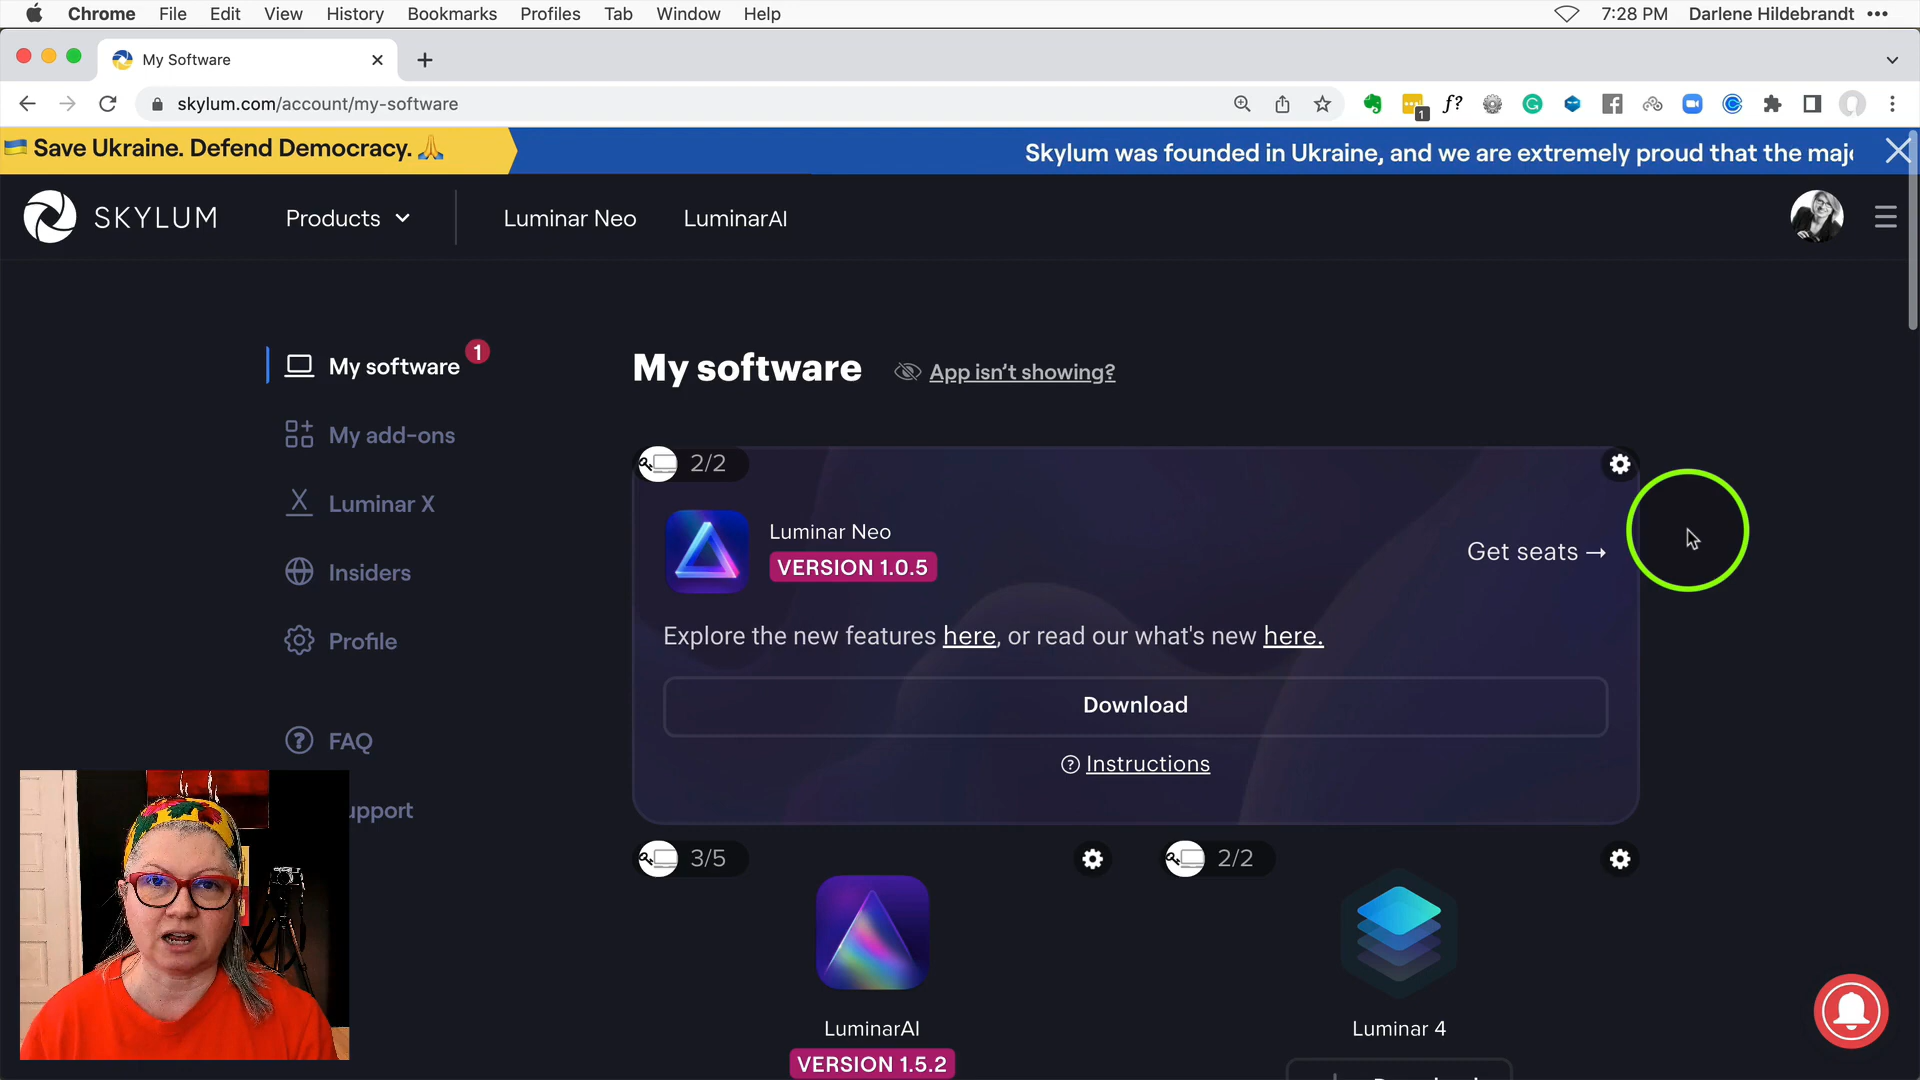 Chrome File Edit View History Bookmarks Profiles Tab Window Help 7:28 PM Darlene Hildebrandt
My Software
skylum.com/account/my-software
1
Save Ukraine. Defend Democracy. 🙏
Skylum was founded in Ukraine, and we are extremely proud that the maj
SKYLUM Products Luminar Neo LuminarAI
My software 1
My add-ons
Luminar X
Insiders
Profile
FAQ
upport
My software App isn't showing?
2/2
Luminar Neo
VERSION 1.0.5
Get seats →
Explore the new features here, or read our what's new here.
Download
Instructions
3/5
2/2
LuminarAI
VERSION 1.5.2
Luminar 4